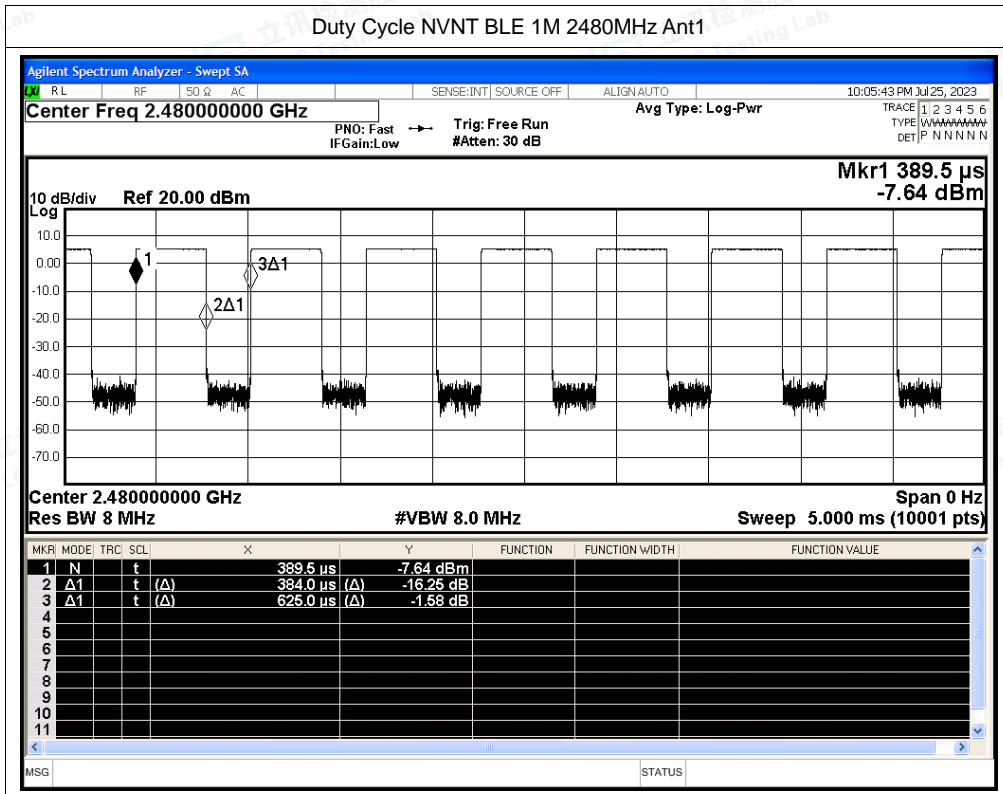 Duty Cycle NVNT BLE 1M 2480MHz Ant1
Agilent Spectrum Analyzer - Swept SA
LXI RL RF 50 Ω AC SENSE:INT SOURCE OFF ALIGN AUTO 10:05:43 PM Jul 25, 2023
Center Freq 2.480000000 GHz Avg Type: Log-Pwr TRACE 1 2 3 4 5 6
PNO: Fast Trig: Free Run TYPE
IFGain:Low #Atten: 30 dB DET P N N N N N
Mkr1 389.5 µs
10 dB/div Ref 20.00 dBm -7.64 dBm
Log
10.0
0.00
-10.0
-20.0
-30.0
-40.0
-50.0
-60.0
-70.0
1
3Δ1
2Δ1
Center 2.480000000 GHz Span 0 Hz
Res BW 8 MHz #VBW 8.0 MHz Sweep 5.000 ms (10001 pts)
MKR MODE TRC SCL X Y FUNCTION FUNCTION WIDTH FUNCTION VALUE
1 N t 389.5 µs -7.64 dBm
2 Δ1 t (Δ) 384.0 µs (Δ) -16.25 dB
3 Δ1 t (Δ) 625.0 µs (Δ) -1.58 dB
4
5
6
7
8
9
10
11
MSG STATUS